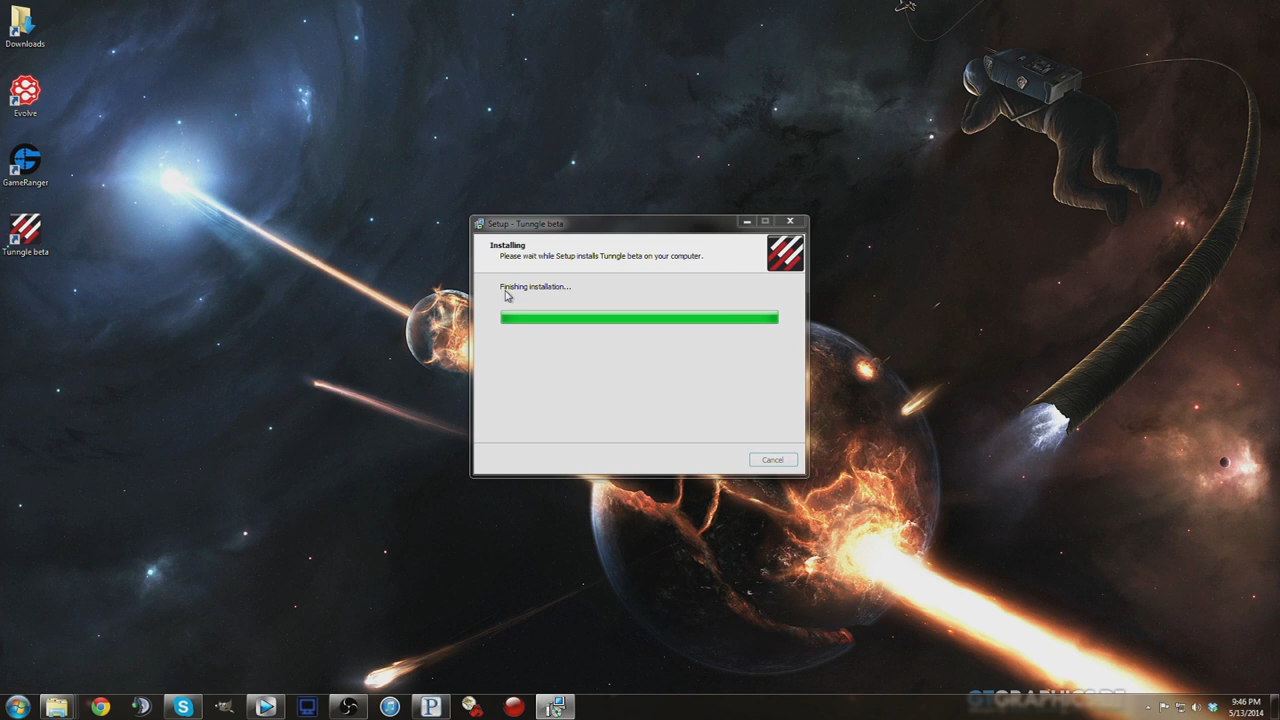 Downloads
Evolve
GameRanger
Tunngle beta
Setup - Tunngle beta
Installing
Please wait while Setup installs Tunngle beta on your computer.
Finishing installation...
Cancel
9:46 PM
5/13/2014